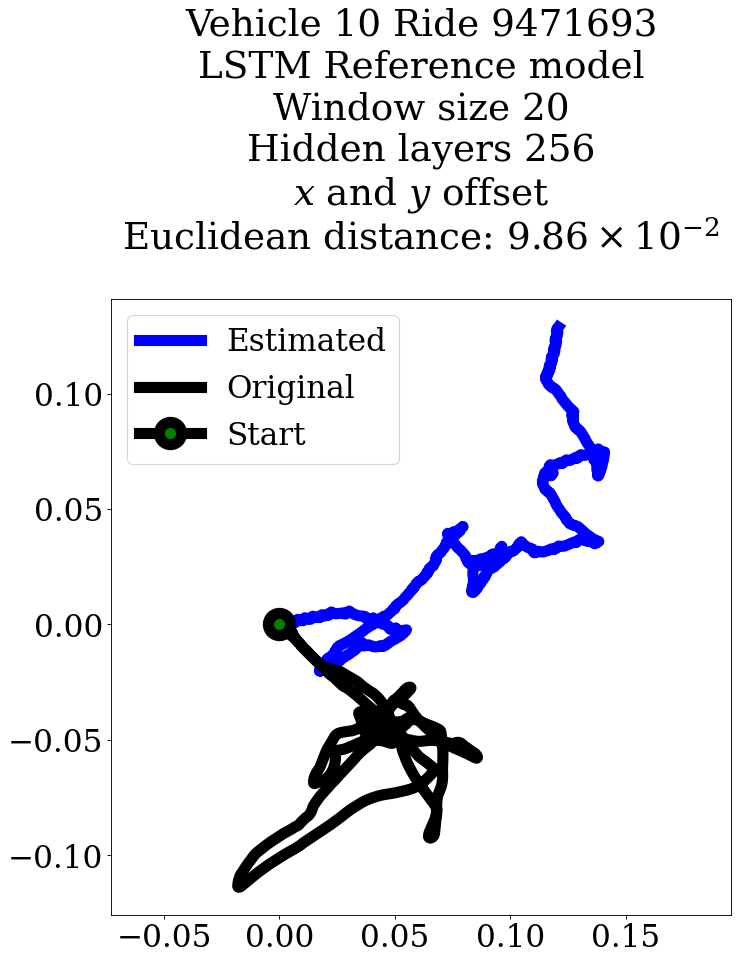 Vehicle 10 Ride 9471693
LSTM Reference model
Window size 20
Hidden layers 256
x and y offset
Euclidean distance: 9.86 × 10⁻²
Estimated
Original
Start
0.10
0.05
0.00
−0.05
−0.10
−0.05 0.00 0.05 0.10 0.15